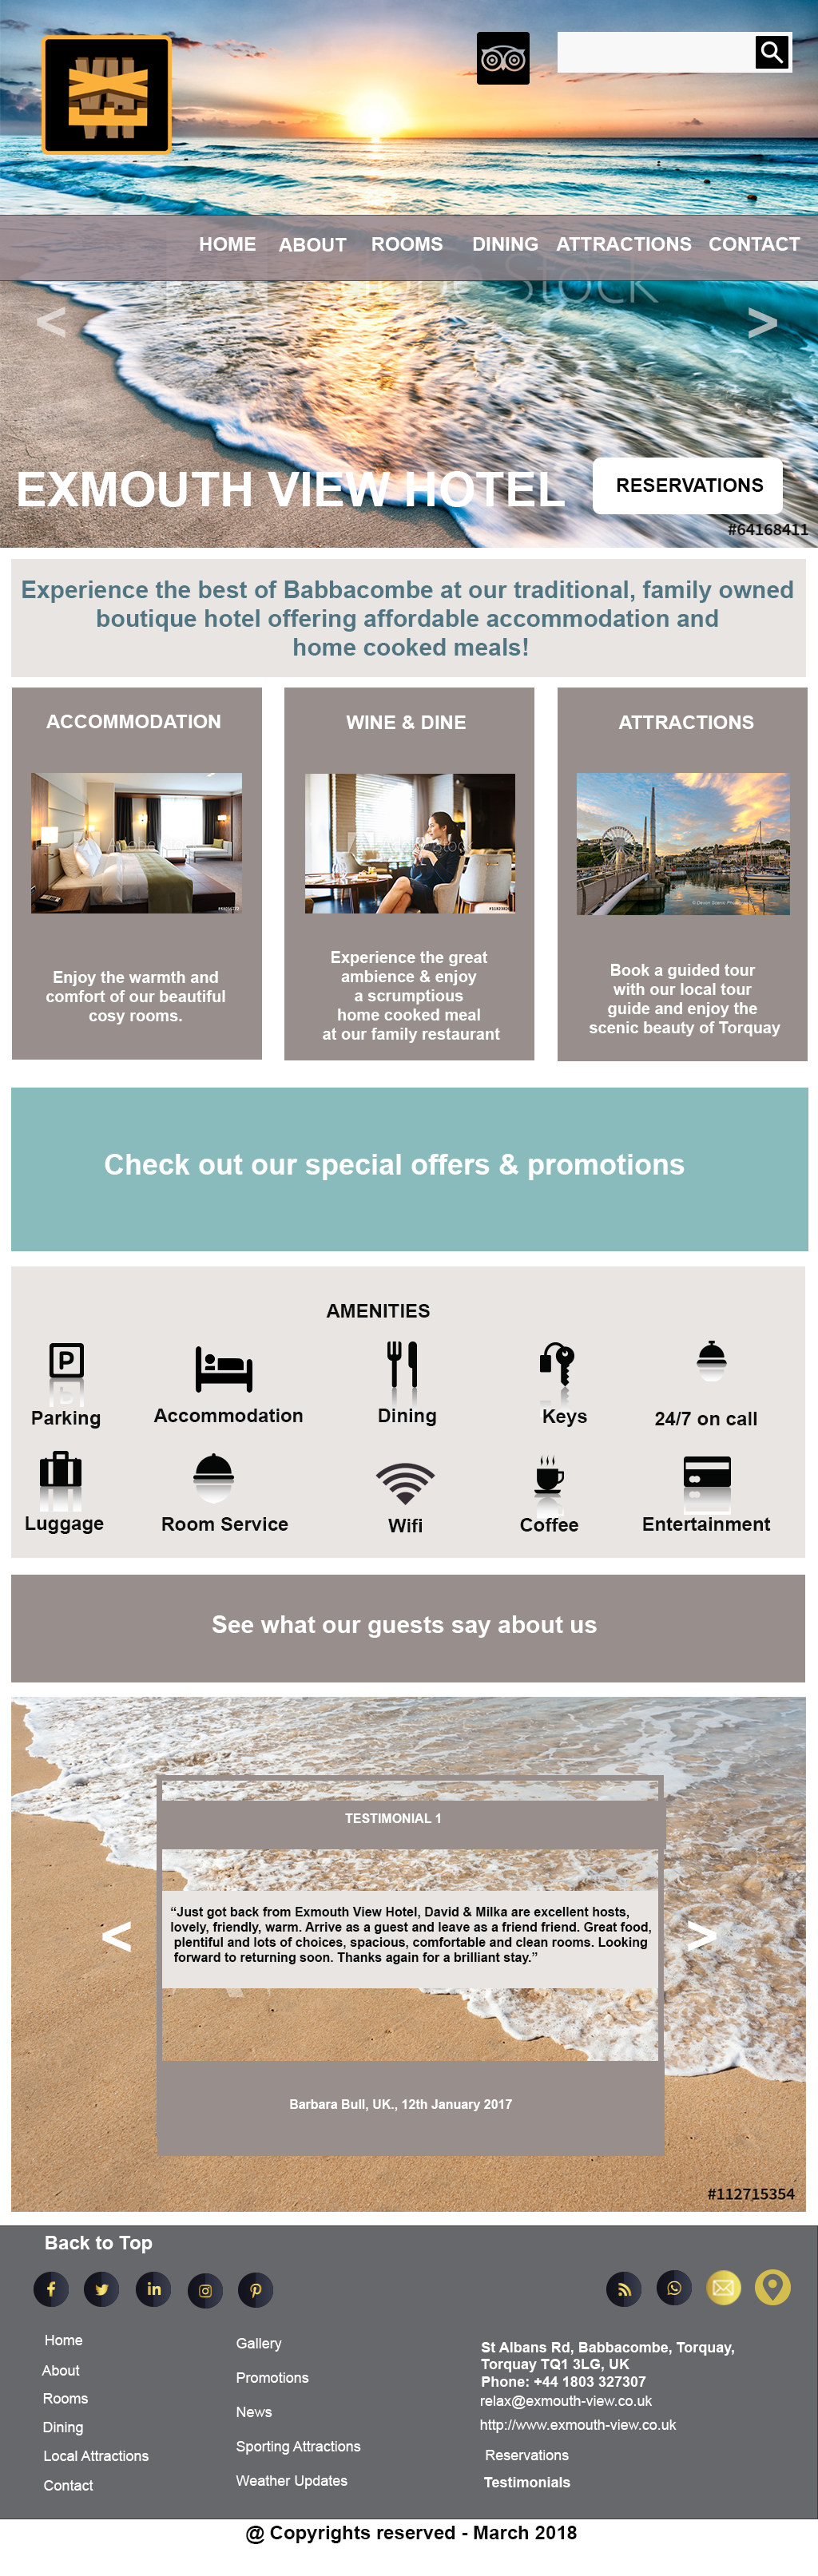 HOME ABOUT ROOMS DINING ATTRACTIONS CONTACT
Stock
< >
EXMOUTH VIEW HOTEL
RESERVATIONS
#64168411
Experience the best of Babbacombe at our traditional, family owned
boutique hotel offering affordable accommodation and
home cooked meals!
ACCOMMODATION
Enjoy the warmth and
comfort of our beautiful
cosy rooms.
WINE & DINE
Experience the great
ambience & enjoy
a scrumptious
home cooked meal
at our family restaurant
ATTRACTIONS
Book a guided tour
with our local tour
guide and enjoy the
scenic beauty of Torquay
Check out our special offers & promotions
AMENITIES
P
Parking
Accommodation
Dining
Keys
24/7 on call
Luggage
Room Service
Wifi
Coffee
Entertainment
See what our guests say about us
TESTIMONIAL 1
“Just got back from Exmouth View Hotel, David & Milka are excellent hosts,
lovely, friendly, warm. Arrive as a guest and leave as a friend friend. Great food,
plentiful and lots of choices, spacious, comfortable and clean rooms. Looking
forward to returning soon. Thanks again for a brilliant stay.”
< >
Barbara Bull, UK., 12th January 2017
#112715354
Back to Top
Home
About
Rooms
Dining
Local Attractions
Contact
Gallery
Promotions
News
Sporting Attractions
Weather Updates
St Albans Rd, Babbacombe, Torquay,
Torquay TQ1 3LG, UK
Phone: +44 1803 327307
relax@exmouth-view.co.uk
http://www.exmouth-view.co.uk
Reservations
Testimonials
@ Copyrights reserved - March 2018